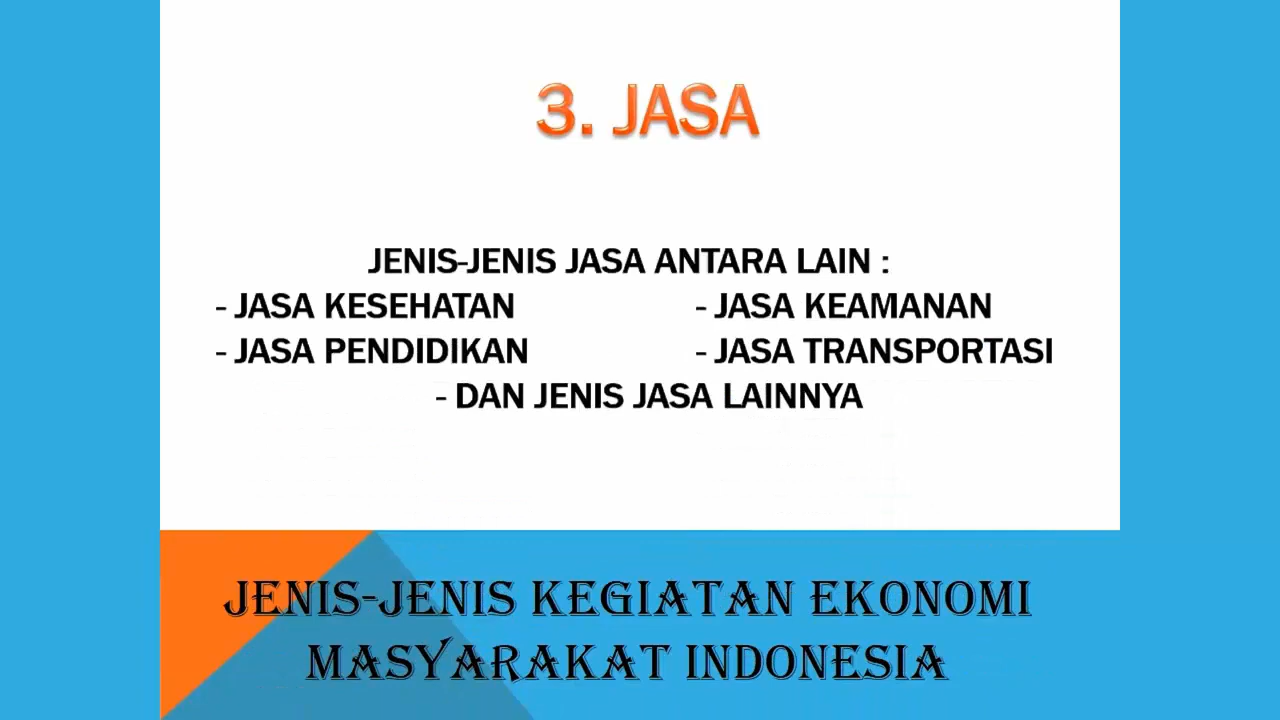 3. JASA
JENIS-JENIS JASA ANTARA LAIN :
- JASA KESEHATAN - JASA KEAMANAN
- JASA PENDIDIKAN - JASA TRANSPORTASI
- DAN JENIS JASA LAINNYA
JENIS-JENIS KEGIATAN EKONOMI
MASYARAKAT INDONESIA